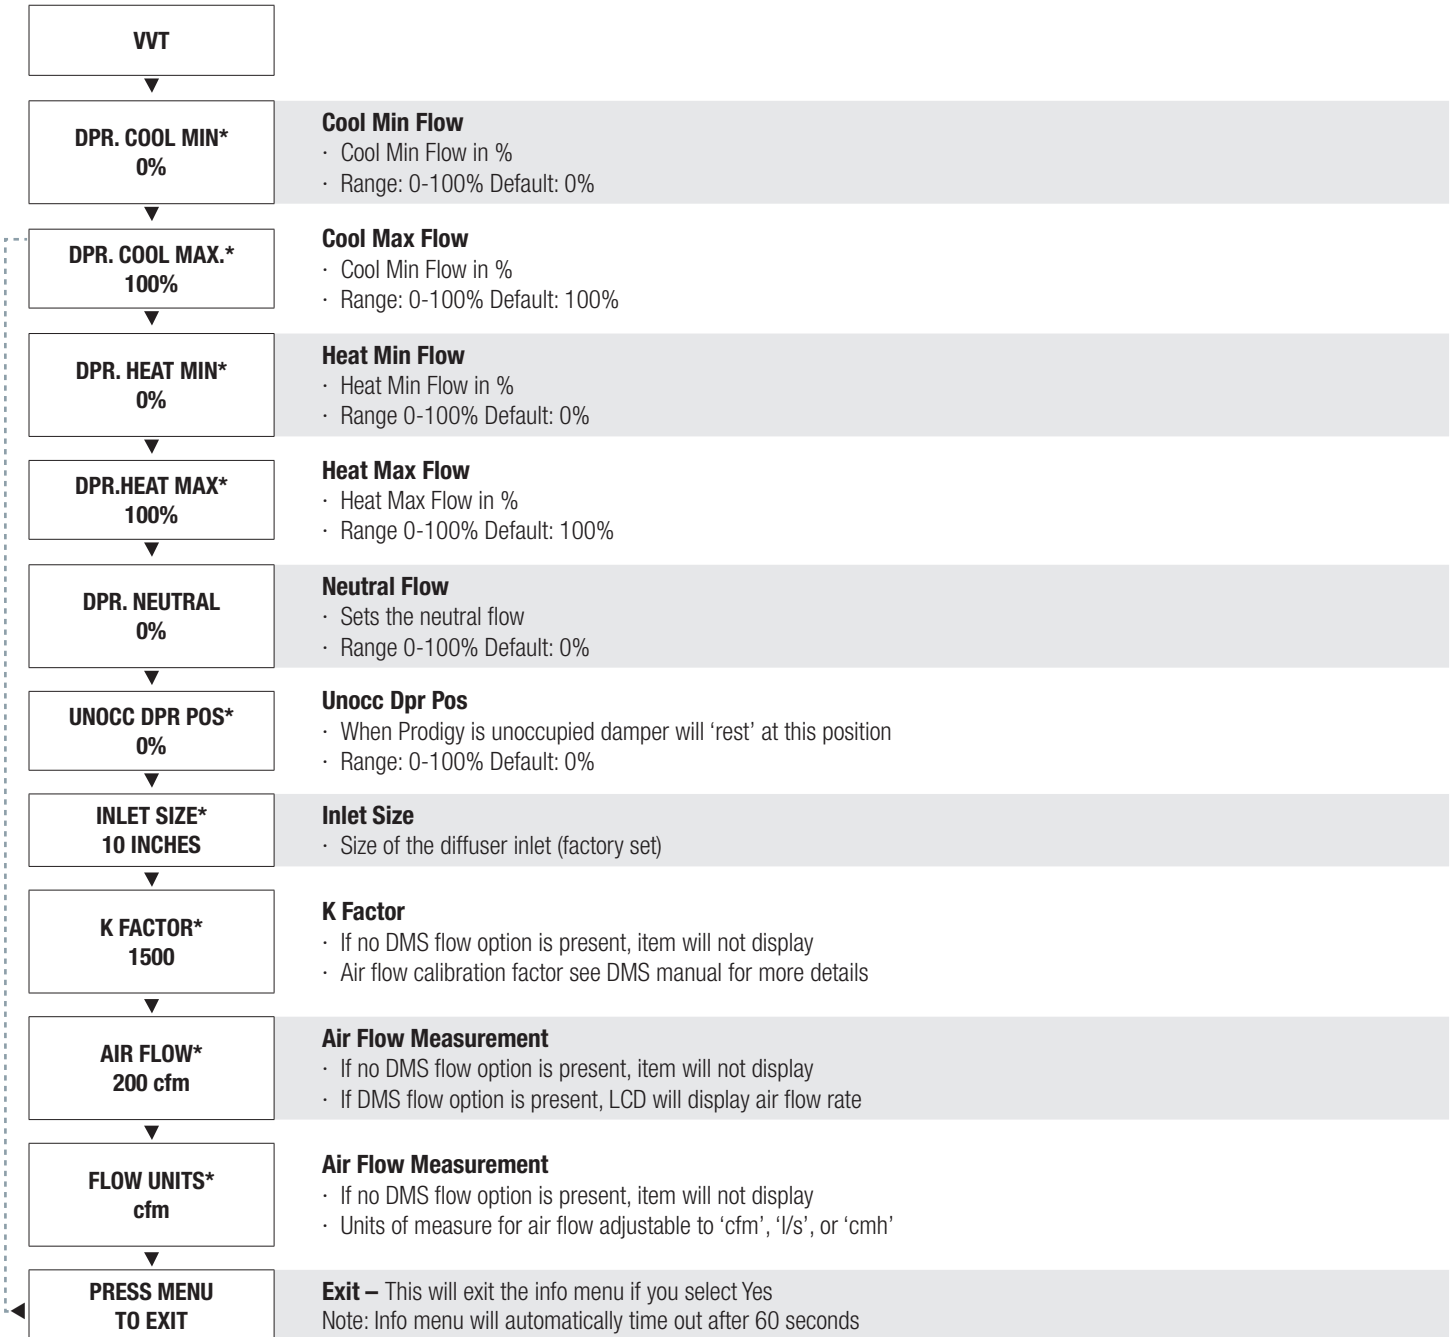 VVT
DPR. COOL MIN*
0%
Cool Min Flow
· Cool Min Flow in %
· Range: 0-100% Default: 0%
DPR. COOL MAX.*
100%
Cool Max Flow
· Cool Min Flow in %
· Range: 0-100% Default: 100%
DPR. HEAT MIN*
0%
Heat Min Flow
· Heat Min Flow in %
· Range 0-100% Default: 0%
DPR.HEAT MAX*
100%
Heat Max Flow
· Heat Max Flow in %
· Range 0-100% Default: 100%
DPR. NEUTRAL
0%
Neutral Flow
· Sets the neutral flow
· Range 0-100% Default: 0%
UNOCC DPR POS*
0%
Unocc Dpr Pos
· When Prodigy is unoccupied damper will ‘rest’ at this position
· Range: 0-100% Default: 0%
INLET SIZE*
10 INCHES
Inlet Size
· Size of the diffuser inlet (factory set)
K FACTOR*
1500
K Factor
· If no DMS flow option is present, item will not display
· Air flow calibration factor see DMS manual for more details
AIR FLOW*
200 cfm
Air Flow Measurement
· If no DMS flow option is present, item will not display
· If DMS flow option is present, LCD will display air flow rate
FLOW UNITS*
cfm
Air Flow Measurement
· If no DMS flow option is present, item will not display
· Units of measure for air flow adjustable to ‘cfm’, ‘l/s’, or ‘cmh’
PRESS MENU
TO EXIT
Exit – This will exit the info menu if you select Yes
Note: Info menu will automatically time out after 60 seconds